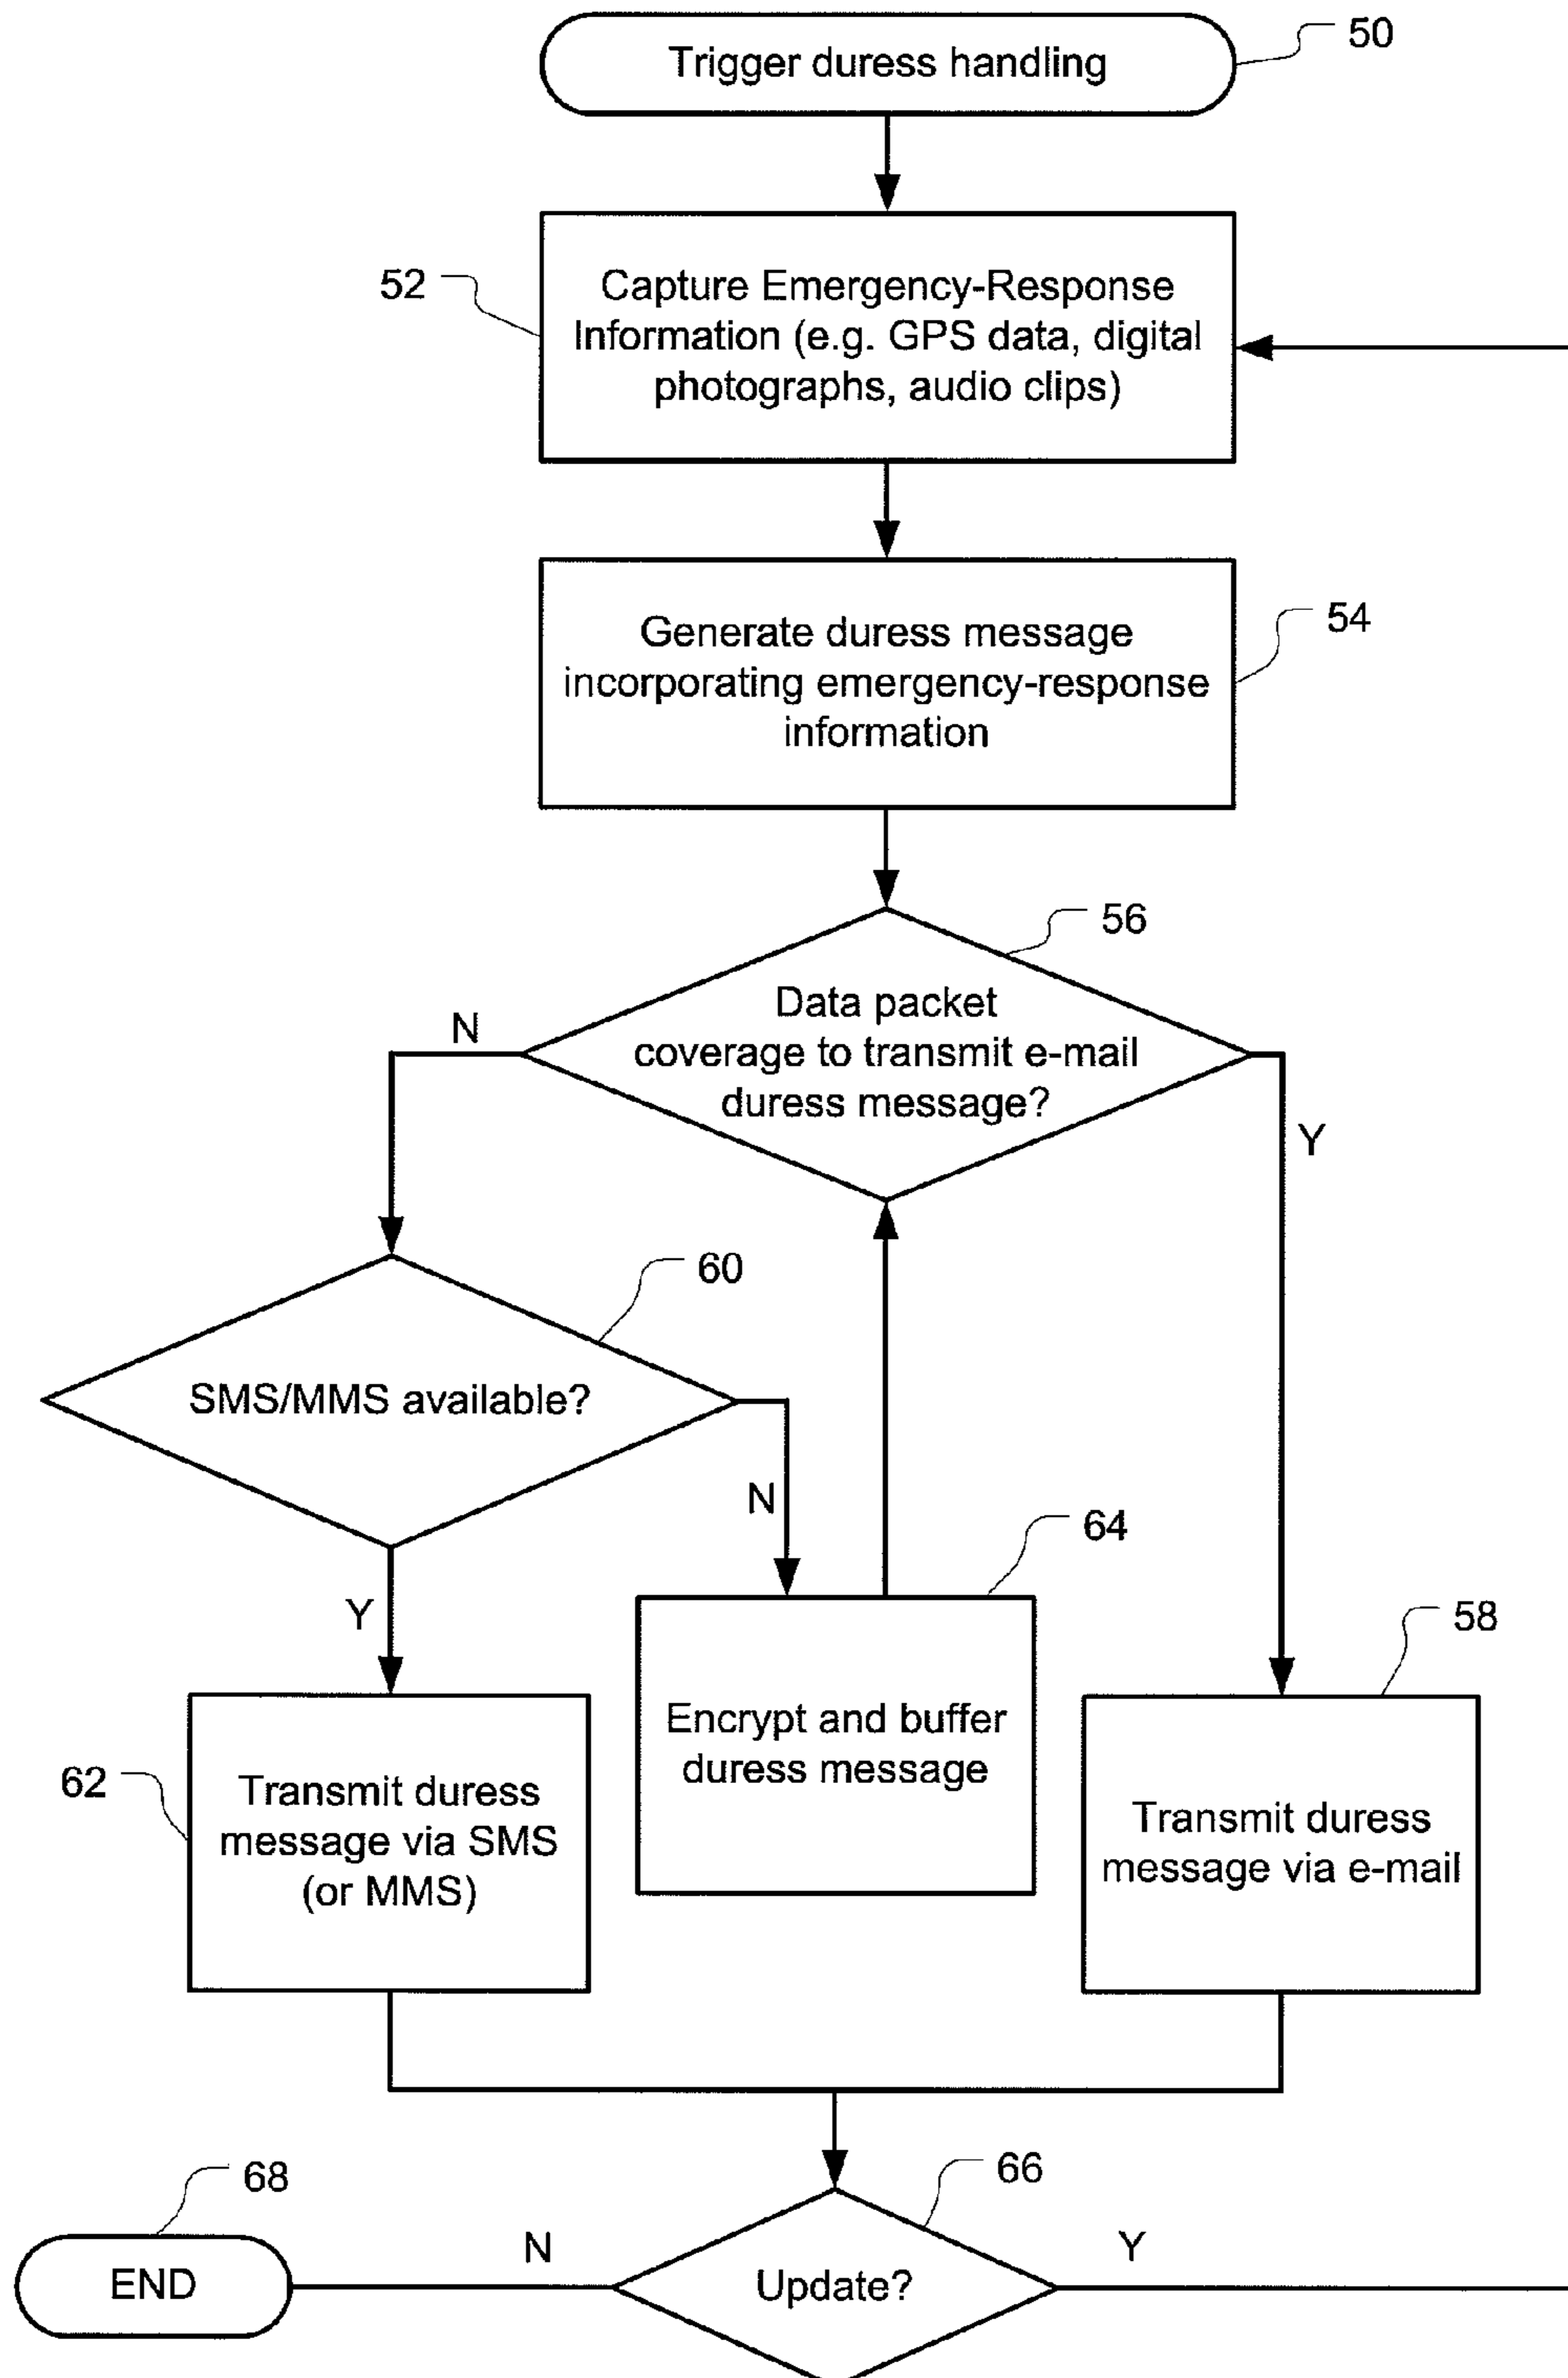 Trigger duress handling
50
52
Capture Emergency-Response
Information (e.g. GPS data, digital
photographs, audio clips)
Generate duress message
incorporating emergency-response
information
54
56
Data packet
coverage to transmit e-mail
duress message?
N
Y
60
SMS/MMS available?
N
Y
64
Encrypt and buffer
duress message
58
62
Transmit duress
message via SMS
(or MMS)
Transmit duress
message via e-mail
66
68
N
Y
END
Update?